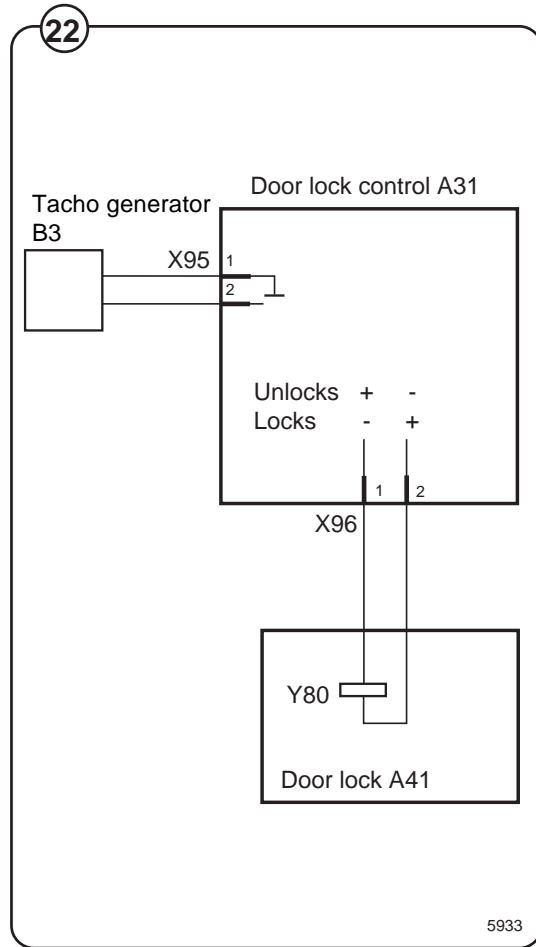 22
Door lock control A31
Tacho generator
B3
X95
1
2
Unlocks + -
Locks - +
1 2
X96
Y80
Door lock A41
5933